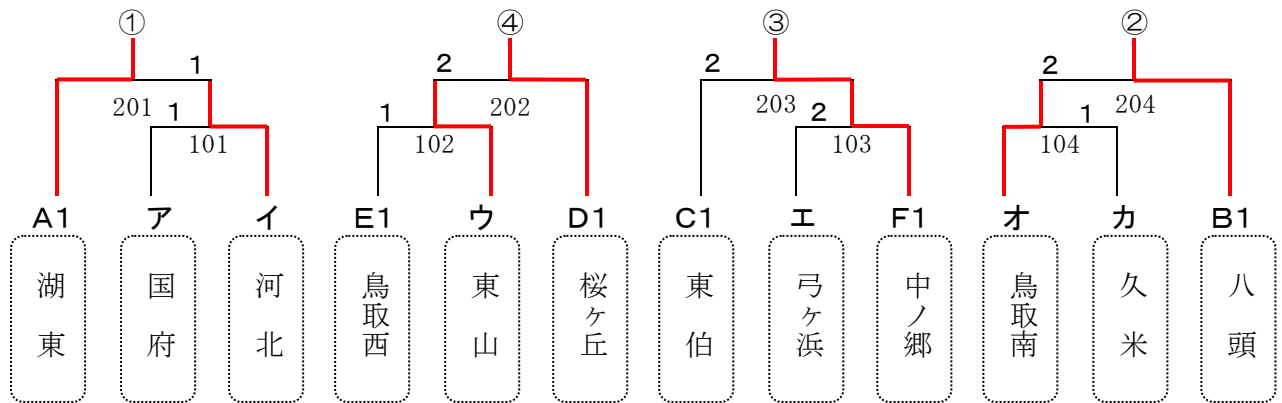 ① ④ ③ ②
1 2 2 2
201 202 203 204
1 1 2 1
101 102 103 104
A1 ア イ E1 ウ D1 C1 エ F1 オ カ B1
湖東 国府 河北 鳥取西 東山 桜ヶ丘 東伯 弓ヶ浜 中ノ郷 鳥取南 久米 八頭